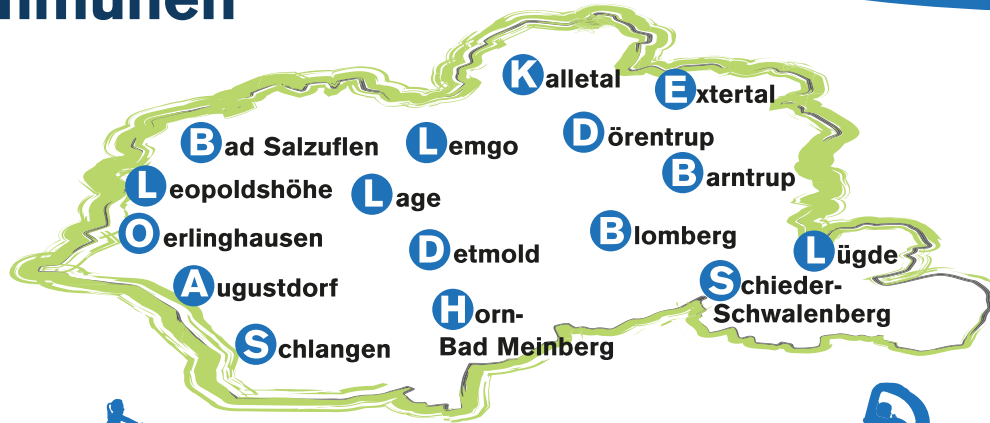 Kalletal
Extertal
Bad Salzuflen
Lemgo
Dörentrup
Leopoldshöhe
Lage
Barntrup
Oerlinghausen
Detmold
Blomberg
Lügde
Augustdorf
Schieder-
Schwalenberg
Horn-
Bad Meinberg
Schlangen